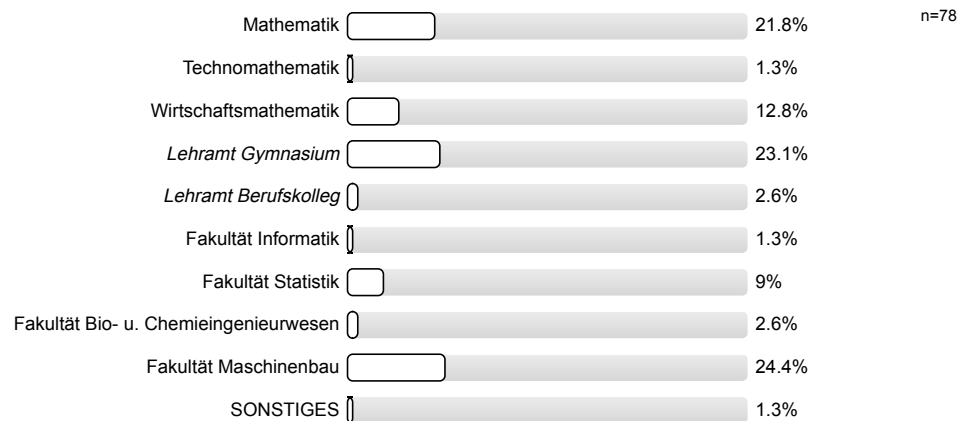 Mathematik 21.8% n=78
Technomathematik 1.3%
Wirtschaftsmathematik 12.8%
Lehramt Gymnasium 23.1%
Lehramt Berufskolleg 2.6%
Fakultät Informatik 1.3%
Fakultät Statistik 9%
Fakultät Bio- u. Chemieingenieurwesen 2.6%
Fakultät Maschinenbau 24.4%
SONSTIGES 1.3%